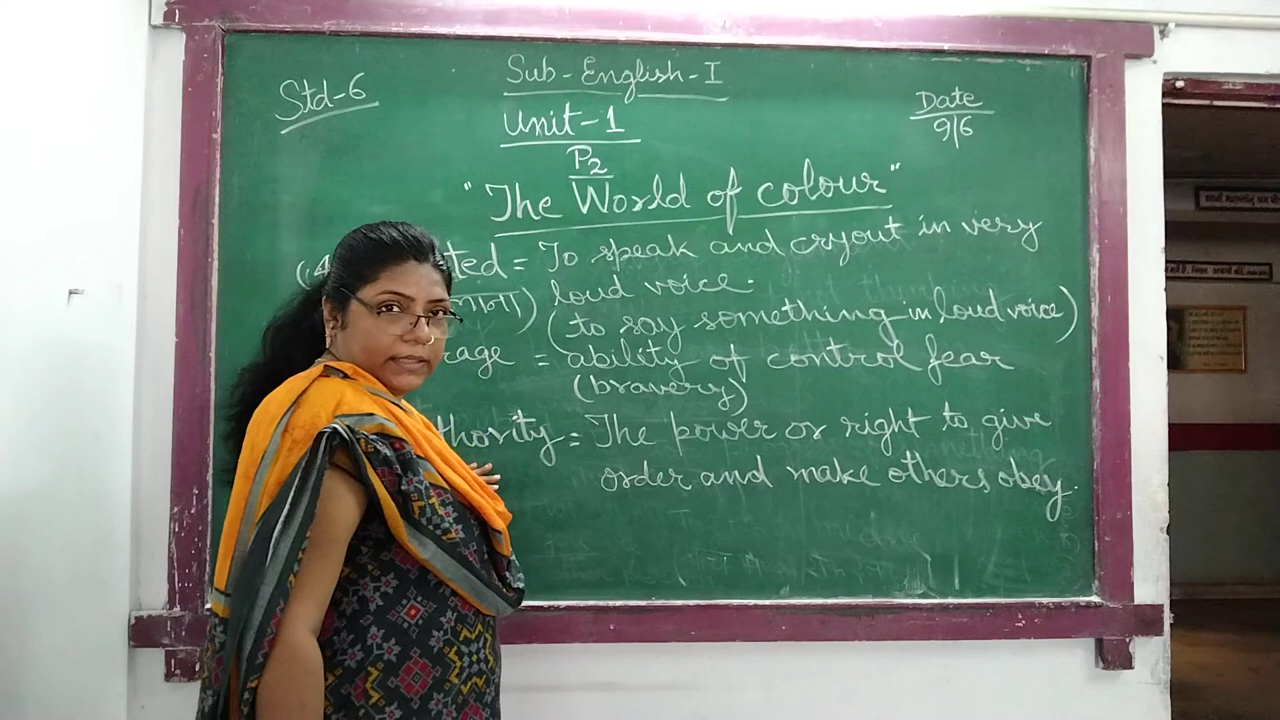 Std-6
Sub-English-I
Date
9/6
Unit-1
P2
"The World of colour"
ted = To speak and cryout in very
loud voice.
(to say something in loud voice)
rage = ability of control fear
(bravery)
thority = The power or right to give
order and make others obey.